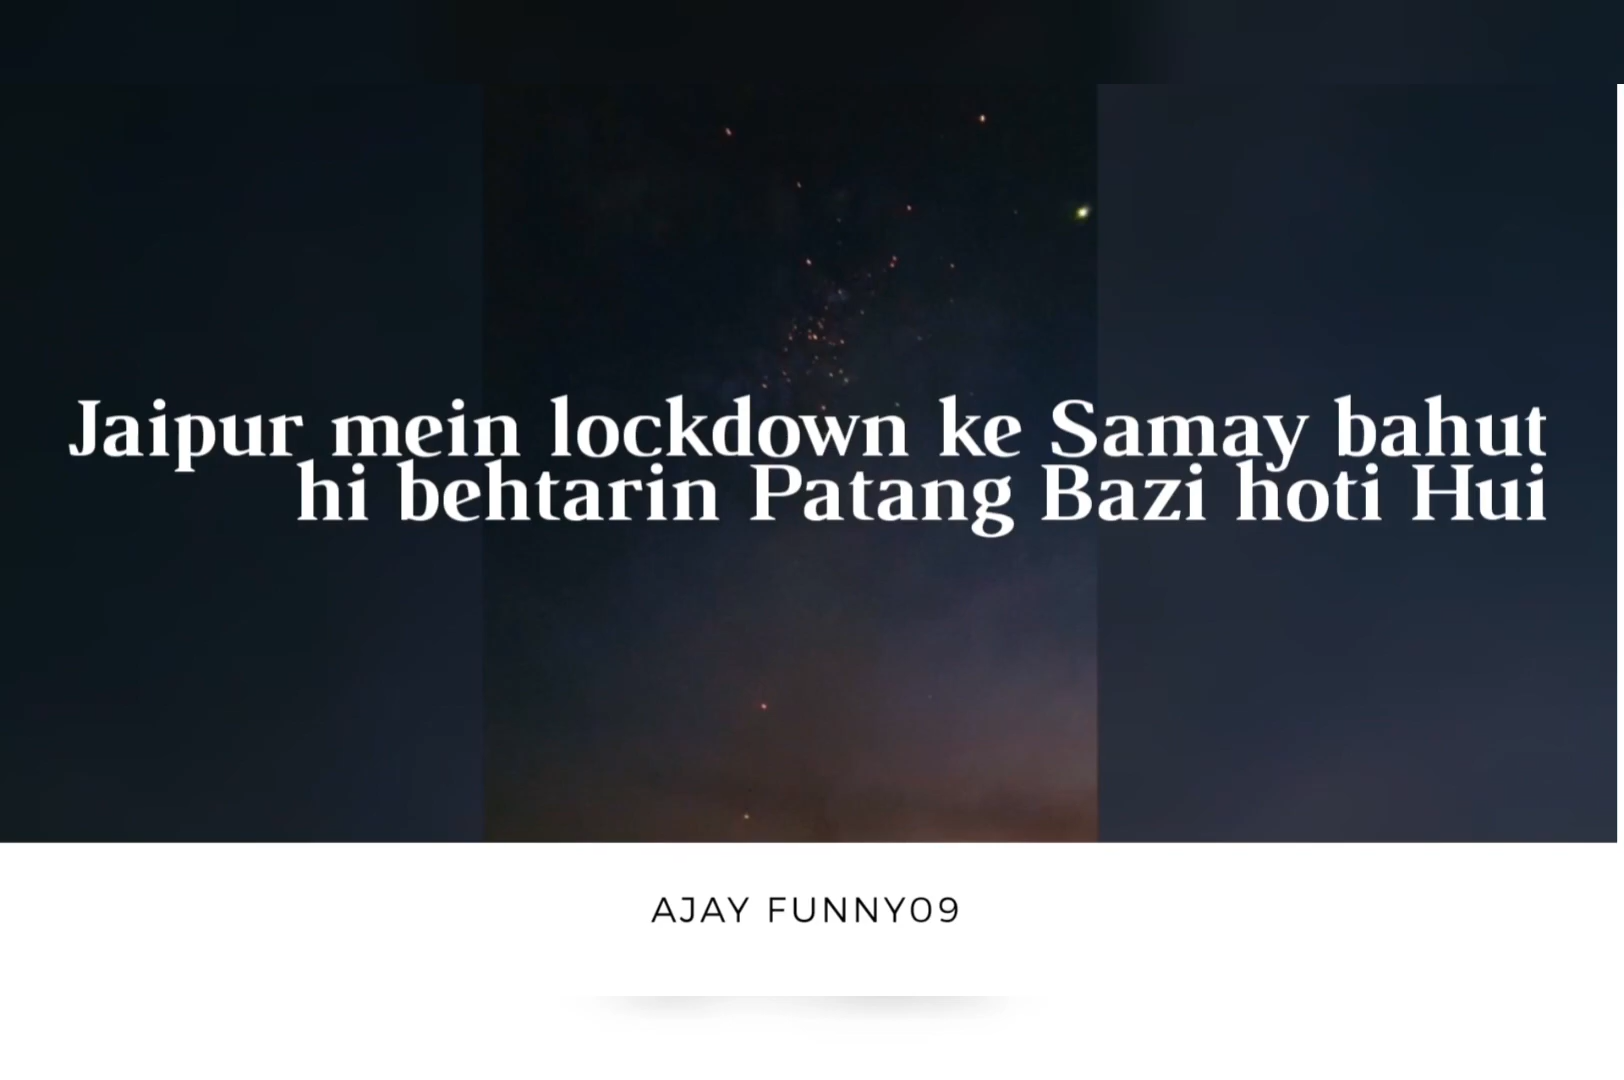 Jaipur mein lockdown ke Samay bahut
hi behtarin Patang Bazi hoti Hui
AJAY FUNNY09